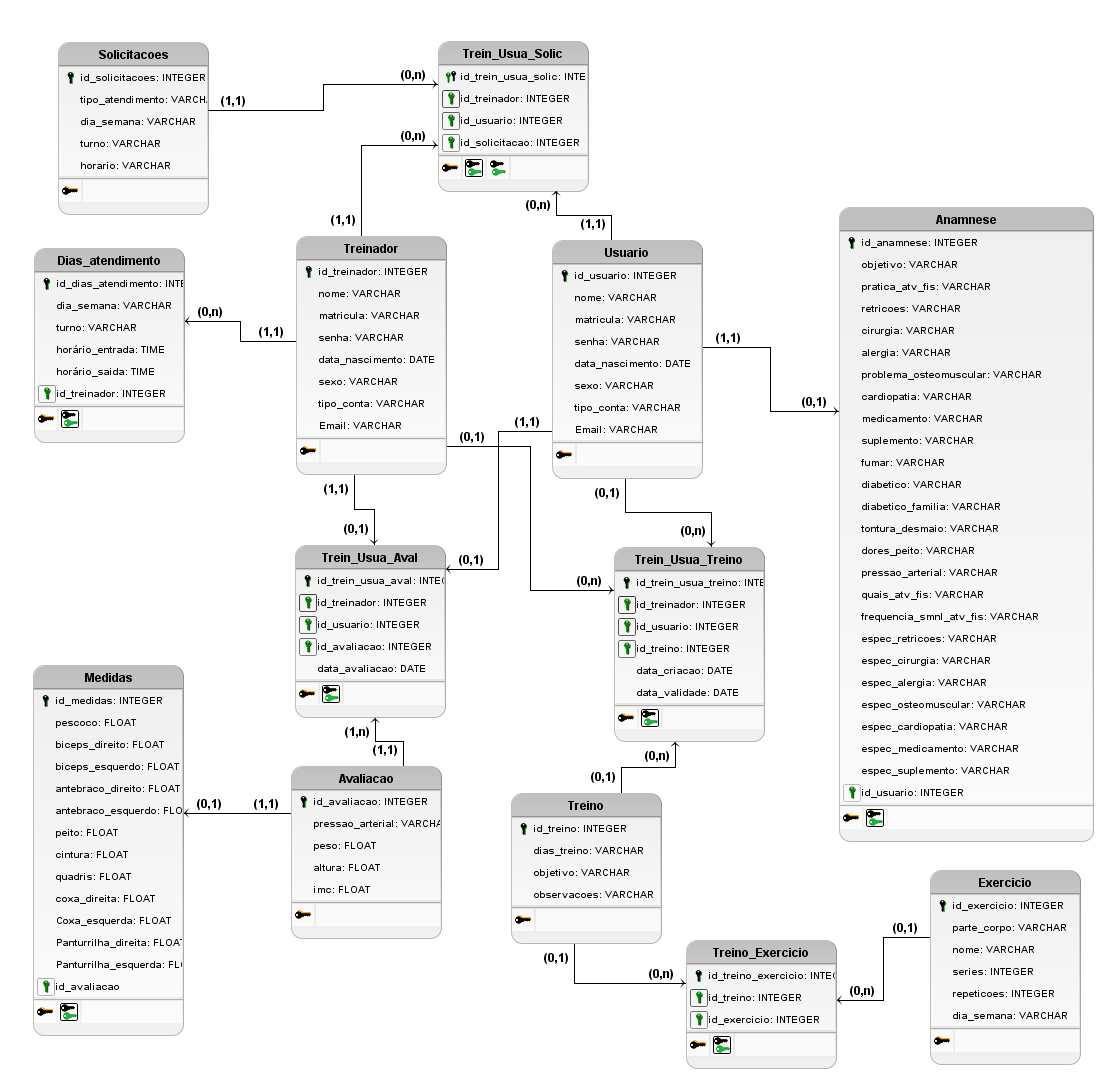 Solicitacoes
id_solicitacoes: INTEGER
tipo_atendimento: VARCH
dia_semana: VARCHAR
turno: VARCHAR
horario: VARCHAR
(1,1)
(0,n)
Trein_Usua_Solic
id_trein_usua_solic: INTE
id_treinador: INTEGER
id_usuario: INTEGER
id_solicitacao: INTEGER
(0,n)
(1,1)
(0,n)
(1,1)
Dias_atendimento
id_dias_atendimento: INTE
dia_semana: VARCHAR
turno: VARCHAR
horário_entrada: TIME
horário_saida: TIME
id_treinador: INTEGER
(0,n)
(1,1)
Treinador
id_treinador: INTEGER
nome: VARCHAR
matricula: VARCHAR
senha: VARCHAR
data_nascimento: DATE
sexo: VARCHAR
tipo_conta: VARCHAR
Email: VARCHAR
Usuario
id_usuario: INTEGER
nome: VARCHAR
matricula: VARCHAR
senha: VARCHAR
data_nascimento: DATE
sexo: VARCHAR
tipo_conta: VARCHAR
Email: VARCHAR
(1,1)
(0,1)
Anamnese
id_anamnese: INTEGER
objetivo: VARCHAR
pratica_atv_fis: VARCHAR
retricoes: VARCHAR
cirurgia: VARCHAR
alergia: VARCHAR
problema_osteomuscular: VARCHAR
cardiopatia: VARCHAR
medicamento: VARCHAR
suplemento: VARCHAR
fumar: VARCHAR
diabetico: VARCHAR
diabetico_familia: VARCHAR
tontura_desmaio: VARCHAR
dores_peito: VARCHAR
pressao_arterial: VARCHAR
quais_atv_fis: VARCHAR
frequencia_smnl_atv_fis: VARCHAR
espec_retricoes: VARCHAR
espec_cirurgia: VARCHAR
espec_alergia: VARCHAR
espec_osteomuscular: VARCHAR
espec_cardiopatia: VARCHAR
espec_medicamento: VARCHAR
espec_suplemento: VARCHAR
id_usuario: INTEGER
(0,1)
(1,1)
(1,1)
(0,1)
(0,1)
(0,1)
(0,n)
(0,n)
Trein_Usua_Aval
id_trein_usua_aval: INTEG
id_treinador: INTEGER
id_usuario: INTEGER
id_avaliacao: INTEGER
data_avaliacao: DATE
Trein_Usua_Treino
id_trein_usua_treino: INTE
id_treinador: INTEGER
id_usuario: INTEGER
id_treino: INTEGER
data_criacao: DATE
data_validade: DATE
(1,n)
(1,1)
(0,n)
(0,1)
Medidas
id_medidas: INTEGER
pescoco: FLOAT
biceps_direito: FLOAT
biceps_esquerdo: FLOAT
antebraco_direito: FLOAT
antebraco_esquerdo: FLO
peito: FLOAT
cintura: FLOAT
quadris: FLOAT
coxa_direita: FLOAT
Coxa_esquerda: FLOAT
Panturrilha_direita: FLOA
Panturrilha_esquerda: FL
id_avaliacao
(0,1)
(1,1)
Avaliacao
id_avaliacao: INTEGER
pressao_arterial: VARCHA
peso: FLOAT
altura: FLOAT
imc: FLOAT
Treino
id_treino: INTEGER
dias_treino: VARCHAR
objetivo: VARCHAR
observacoes: VARCHAR
(0,1)
(0,n)
Treino_Exercicio
id_treino_exercicio: INTEG
id_treino: INTEGER
id_exercicio: INTEGER
(0,n)
(0,1)
Exercicio
id_exercicio: INTEGER
parte_corpo: VARCHAR
nome: VARCHAR
series: INTEGER
repeticoes: INTEGER
dia_semana: VARCHAR